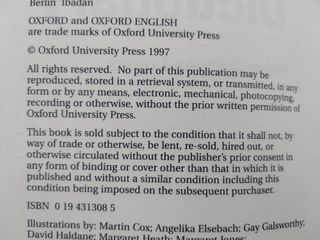 Berlin Ibadan
OXFORD and OXFORD ENGLISH
are trade marks of Oxford University Press
© Oxford University Press 1997
All rights reserved. No part of this publication may be
reproduced, stored in a retrieval system, or transmitted, in any
form or by any means, electronic, mechanical, photocopying,
recording or otherwise, without the prior written permission of
Oxford University Press.
This book is sold subject to the condition that it shall not, by
way of trade or otherwise, be lent, re-sold, hired out, or
otherwise circulated without the publisher's prior consent in
any form of binding or cover other than that in which it is
published and without a similar condition including this
condition being imposed on the subsequent purchaser.
ISBN 0 19 431308 5
Illustrations by: Martin Cox; Angelika Elsebach; Gay Galsworthy;
David Haldane; Margaret Heath; Margaret Jones;